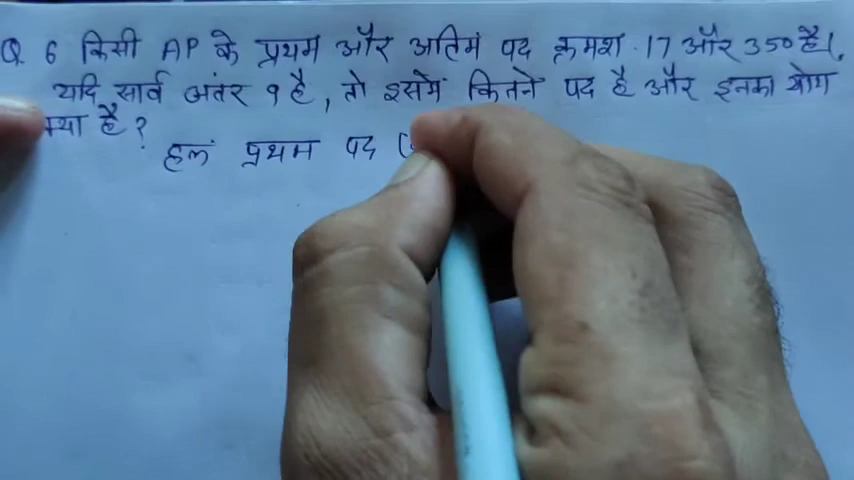 Q. 6 किसी AP के प्रथम और अतिमं पद क्रमश. 17 और 350 है।.
यदि सार्व अंतर 9 है, तो इसमें कितने पद है और इनका योग
क्या है?
हलं प्रथम पद (